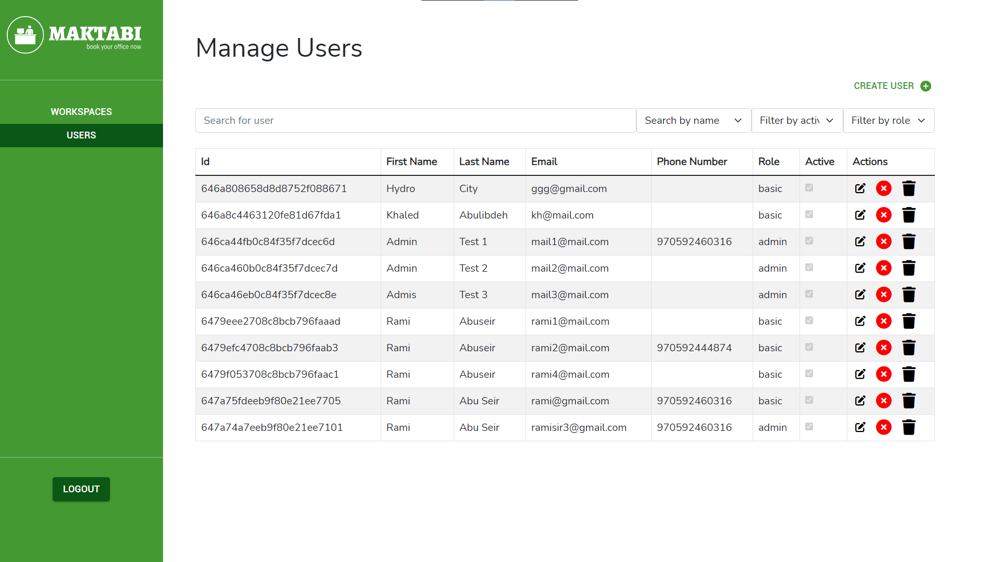 MAKTABI
book your office now
WORKSPACES
USERS
LOGOUT
Manage Users
CREATE USER
Search for user Search by name Filter by activ Filter by role
Id First Name Last Name Email Phone Number Role Active Actions
646a808658d8d8752f088671 Hydro City ggg@gmail.com basic
646a8c4463120fe81d67fda1 Khaled Abulibdeh kh@mail.com basic
646ca44fb0c84f35f7dcec6d Admin Test 1 mail1@mail.com 970592460316 admin
646ca460b0c84f35f7dcec7d Admin Test 2 mail2@mail.com admin
646ca46eb0c84f35f7dcec8e Admis Test 3 mail3@mail.com admin
6479eee2708c8bcb796faaad Rami Abuseir rami1@mail.com basic
6479efc4708c8bcb796faab3 Rami Abuseir rami2@mail.com 970592444874 basic
6479f053708c8bcb796faac1 Rami Abuseir rami4@mail.com basic
647a75fdeeb9f80e21ee7705 Rami Abu Seir rami@gmail.com 970592460316 basic
647a74a7eeb9f80e21ee7101 Rami Abu Seir ramisir3@gmail.com 970592460316 admin